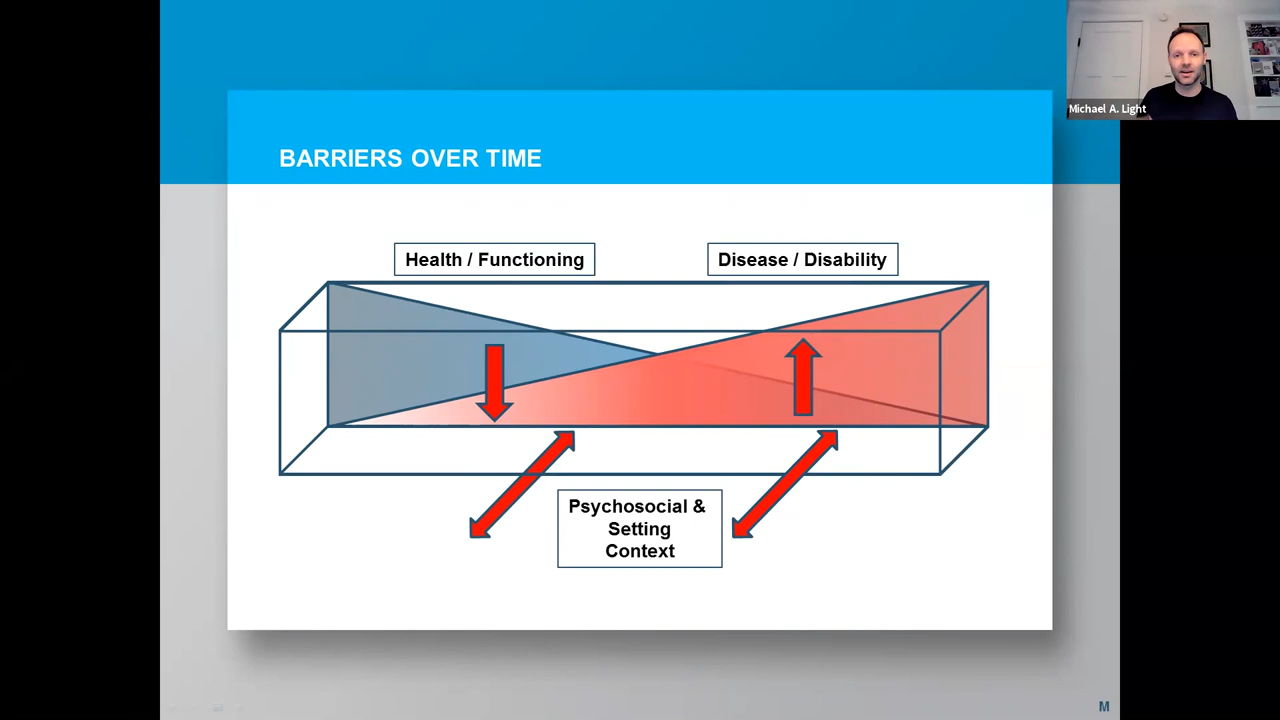 Michael A. Light
BARRIERS OVER TIME
Health / Functioning
Disease / Disability
Psychosocial &
Setting
Context
M